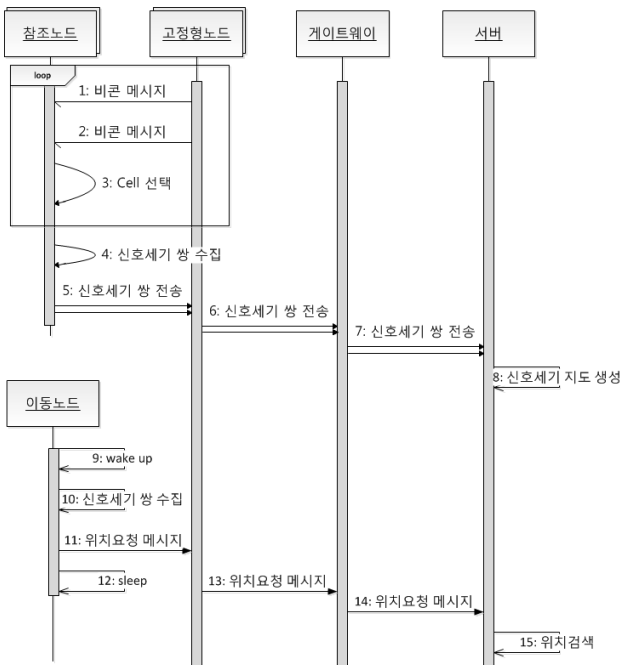 참조노드
고정형노드
게이트웨이
서버
loop
1: 비콘 메시지
2: 비콘 메시지
3: Cell 선택
4: 신호세기 쌍 수집
5: 신호세기 쌍 전송
6: 신호세기 쌍 전송
7: 신호세기 쌍 전송
8: 신호세기 지도 생성
이동노드
9: wake up
10: 신호세기 쌍 수집
11: 위치요청 메시지
12: sleep
13: 위치요청 메시지
14: 위치요청 메시지
15: 위치검색